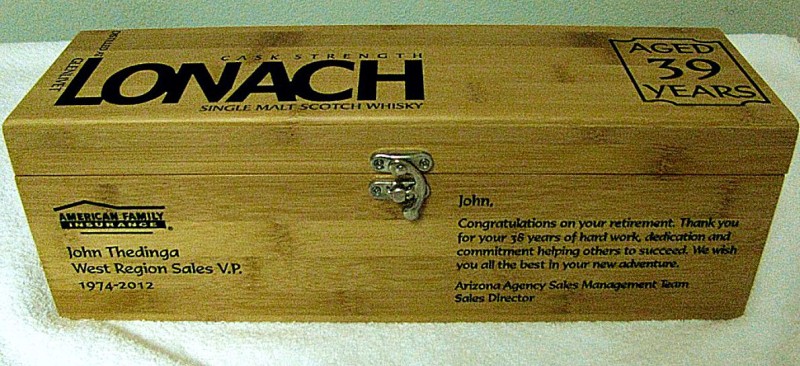 CASK STRENGTH
DISTILLED AT
GLENLIVET
LONACH
SINGLE MALT SCOTCH WHISKY
AGED
39
YEARS
AMERICAN FAMILY
INSURANCE ®
John Thedinga
West Region Sales V.P.
1974-2012
John,
Congratulations on your retirement. Thank you
for your 38 years of hard work, dedication and
commitment helping others to succeed. We wish
you all the best in your new adventure.
Arizona Agency Sales Management Team
Sales Director